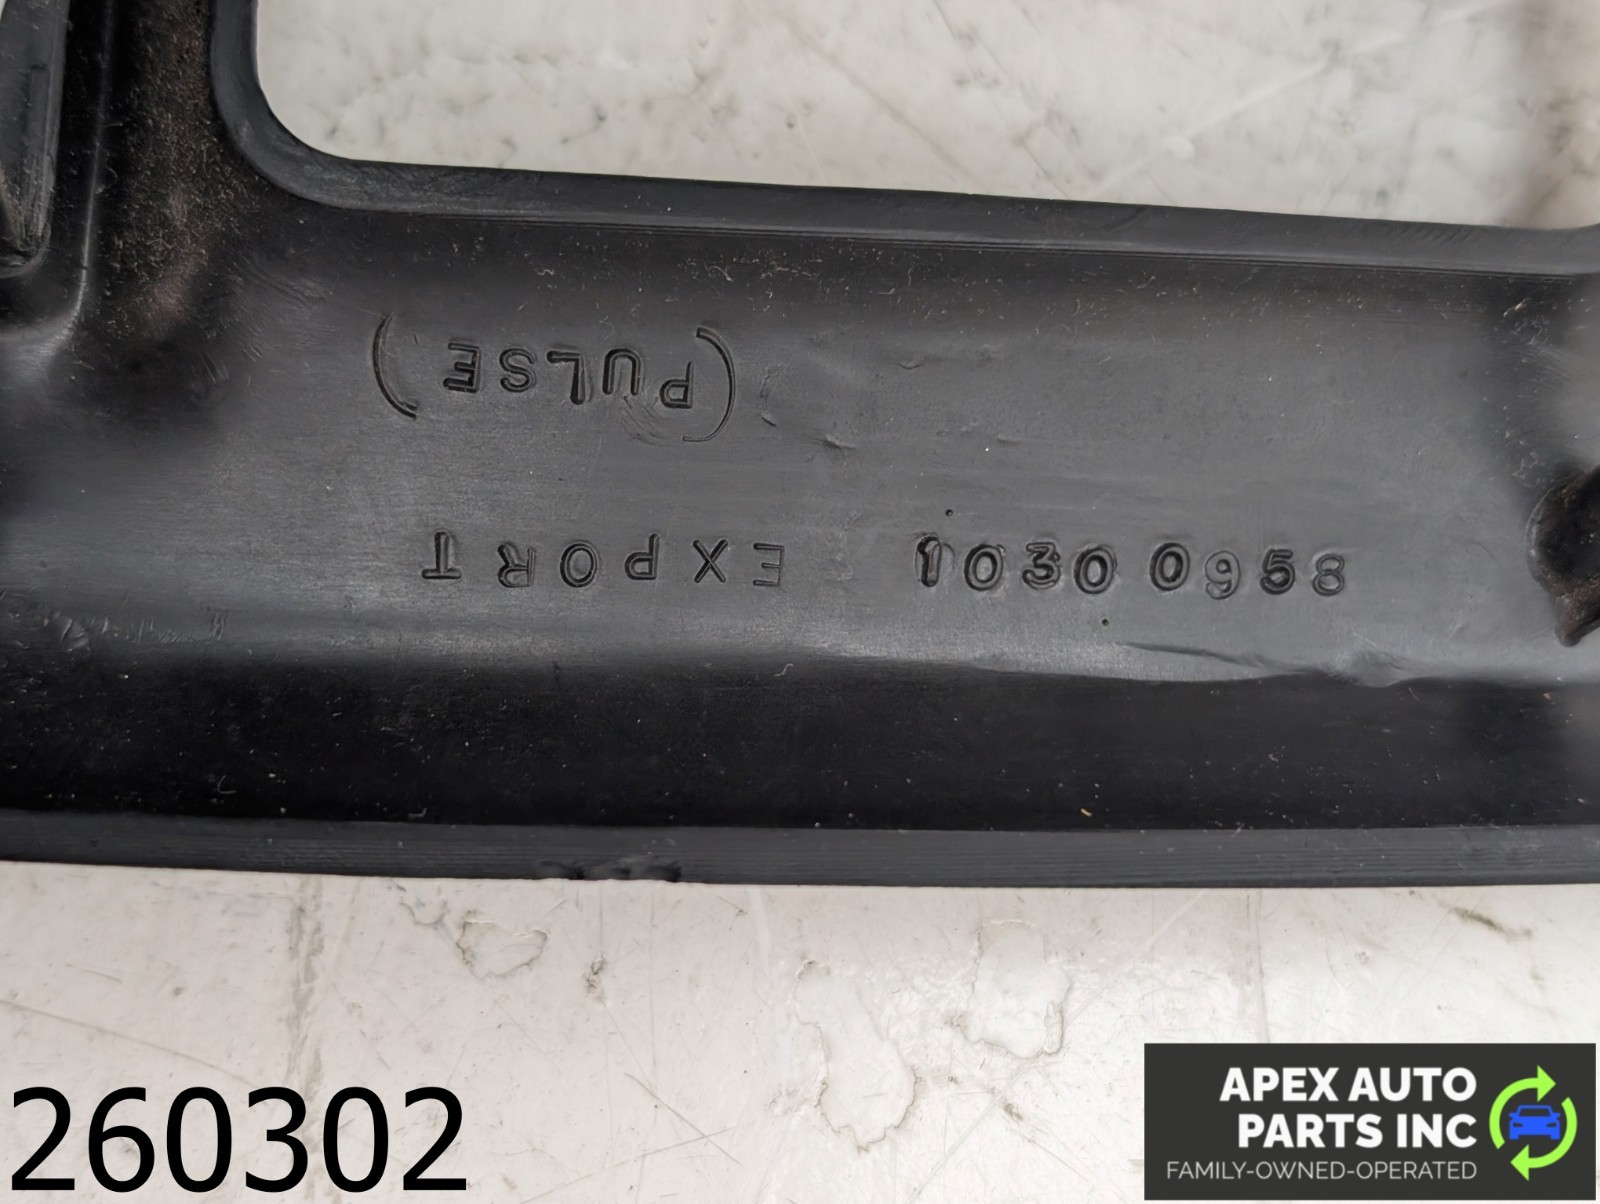 (PULSE)
EXPORT
10300958
260302
APEX AUTO
PARTS INC
FAMILY-OWNED-OPERATED